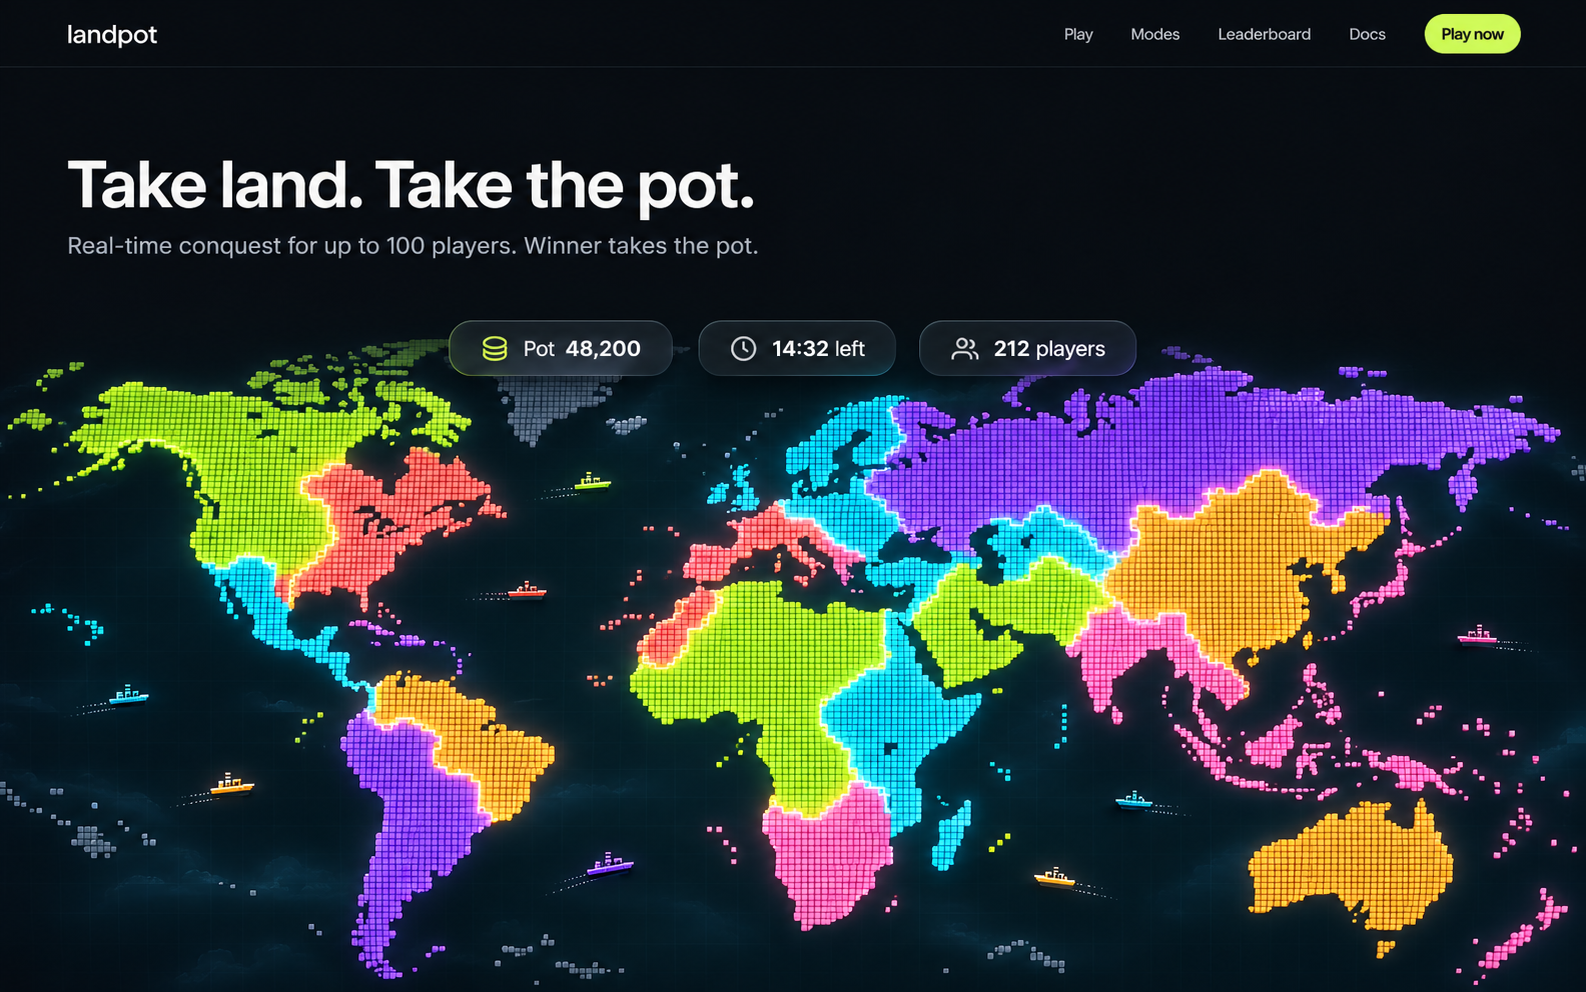 landpot
Play
Modes
Leaderboard
Docs
Play now
Take land. Take the pot.
Real-time conquest for up to 100 players. Winner takes the pot.
Pot 48,200
14:32 left
212 players